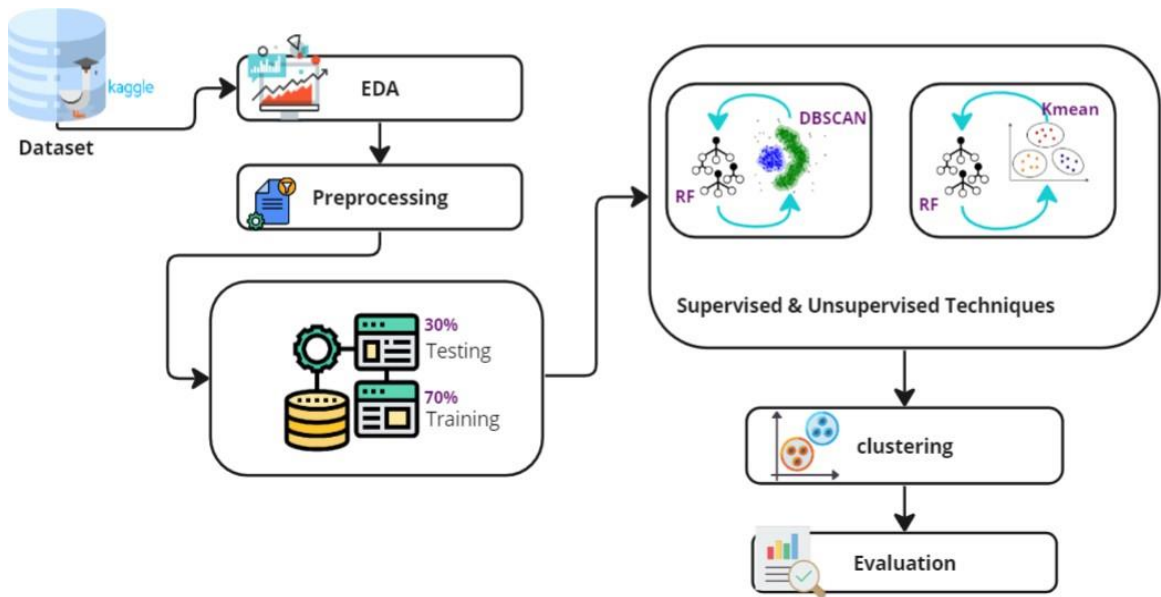 kaggle
Dataset
EDA
Preprocessing
30%
Testing
70%
Training
DBSCAN
RF
Kmean
RF
Supervised & Unsupervised Techniques
clustering
Evaluation